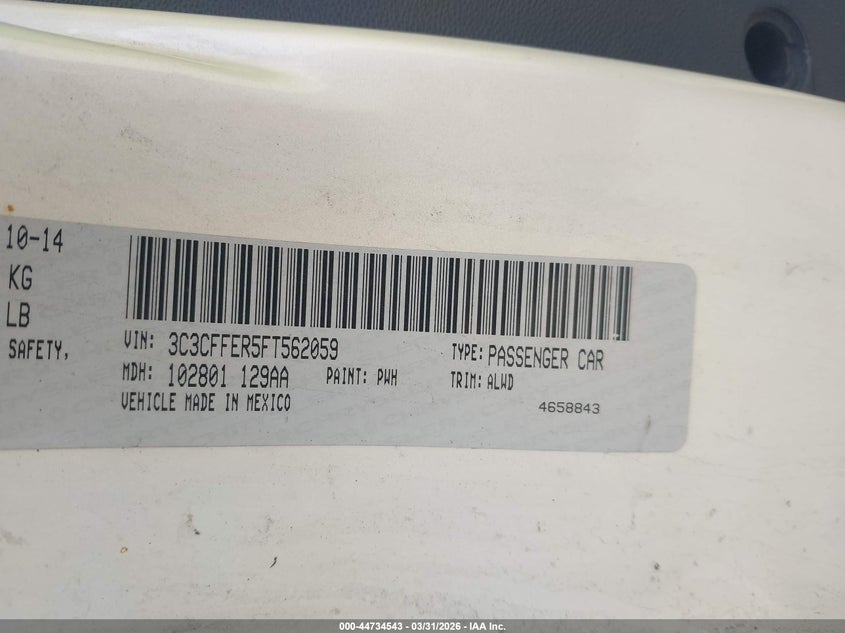 10-14
KG
LB
SAFETY,
VIN: 3C3CFFER5FT562059
TYPE: PASSENGER CAR
MDH: 102801 129AA
PAINT: PWH
TRIM: ALWD
VEHICLE MADE IN MEXICO
4658843
000-44734543 - 03/31/2026 - IAA Inc.